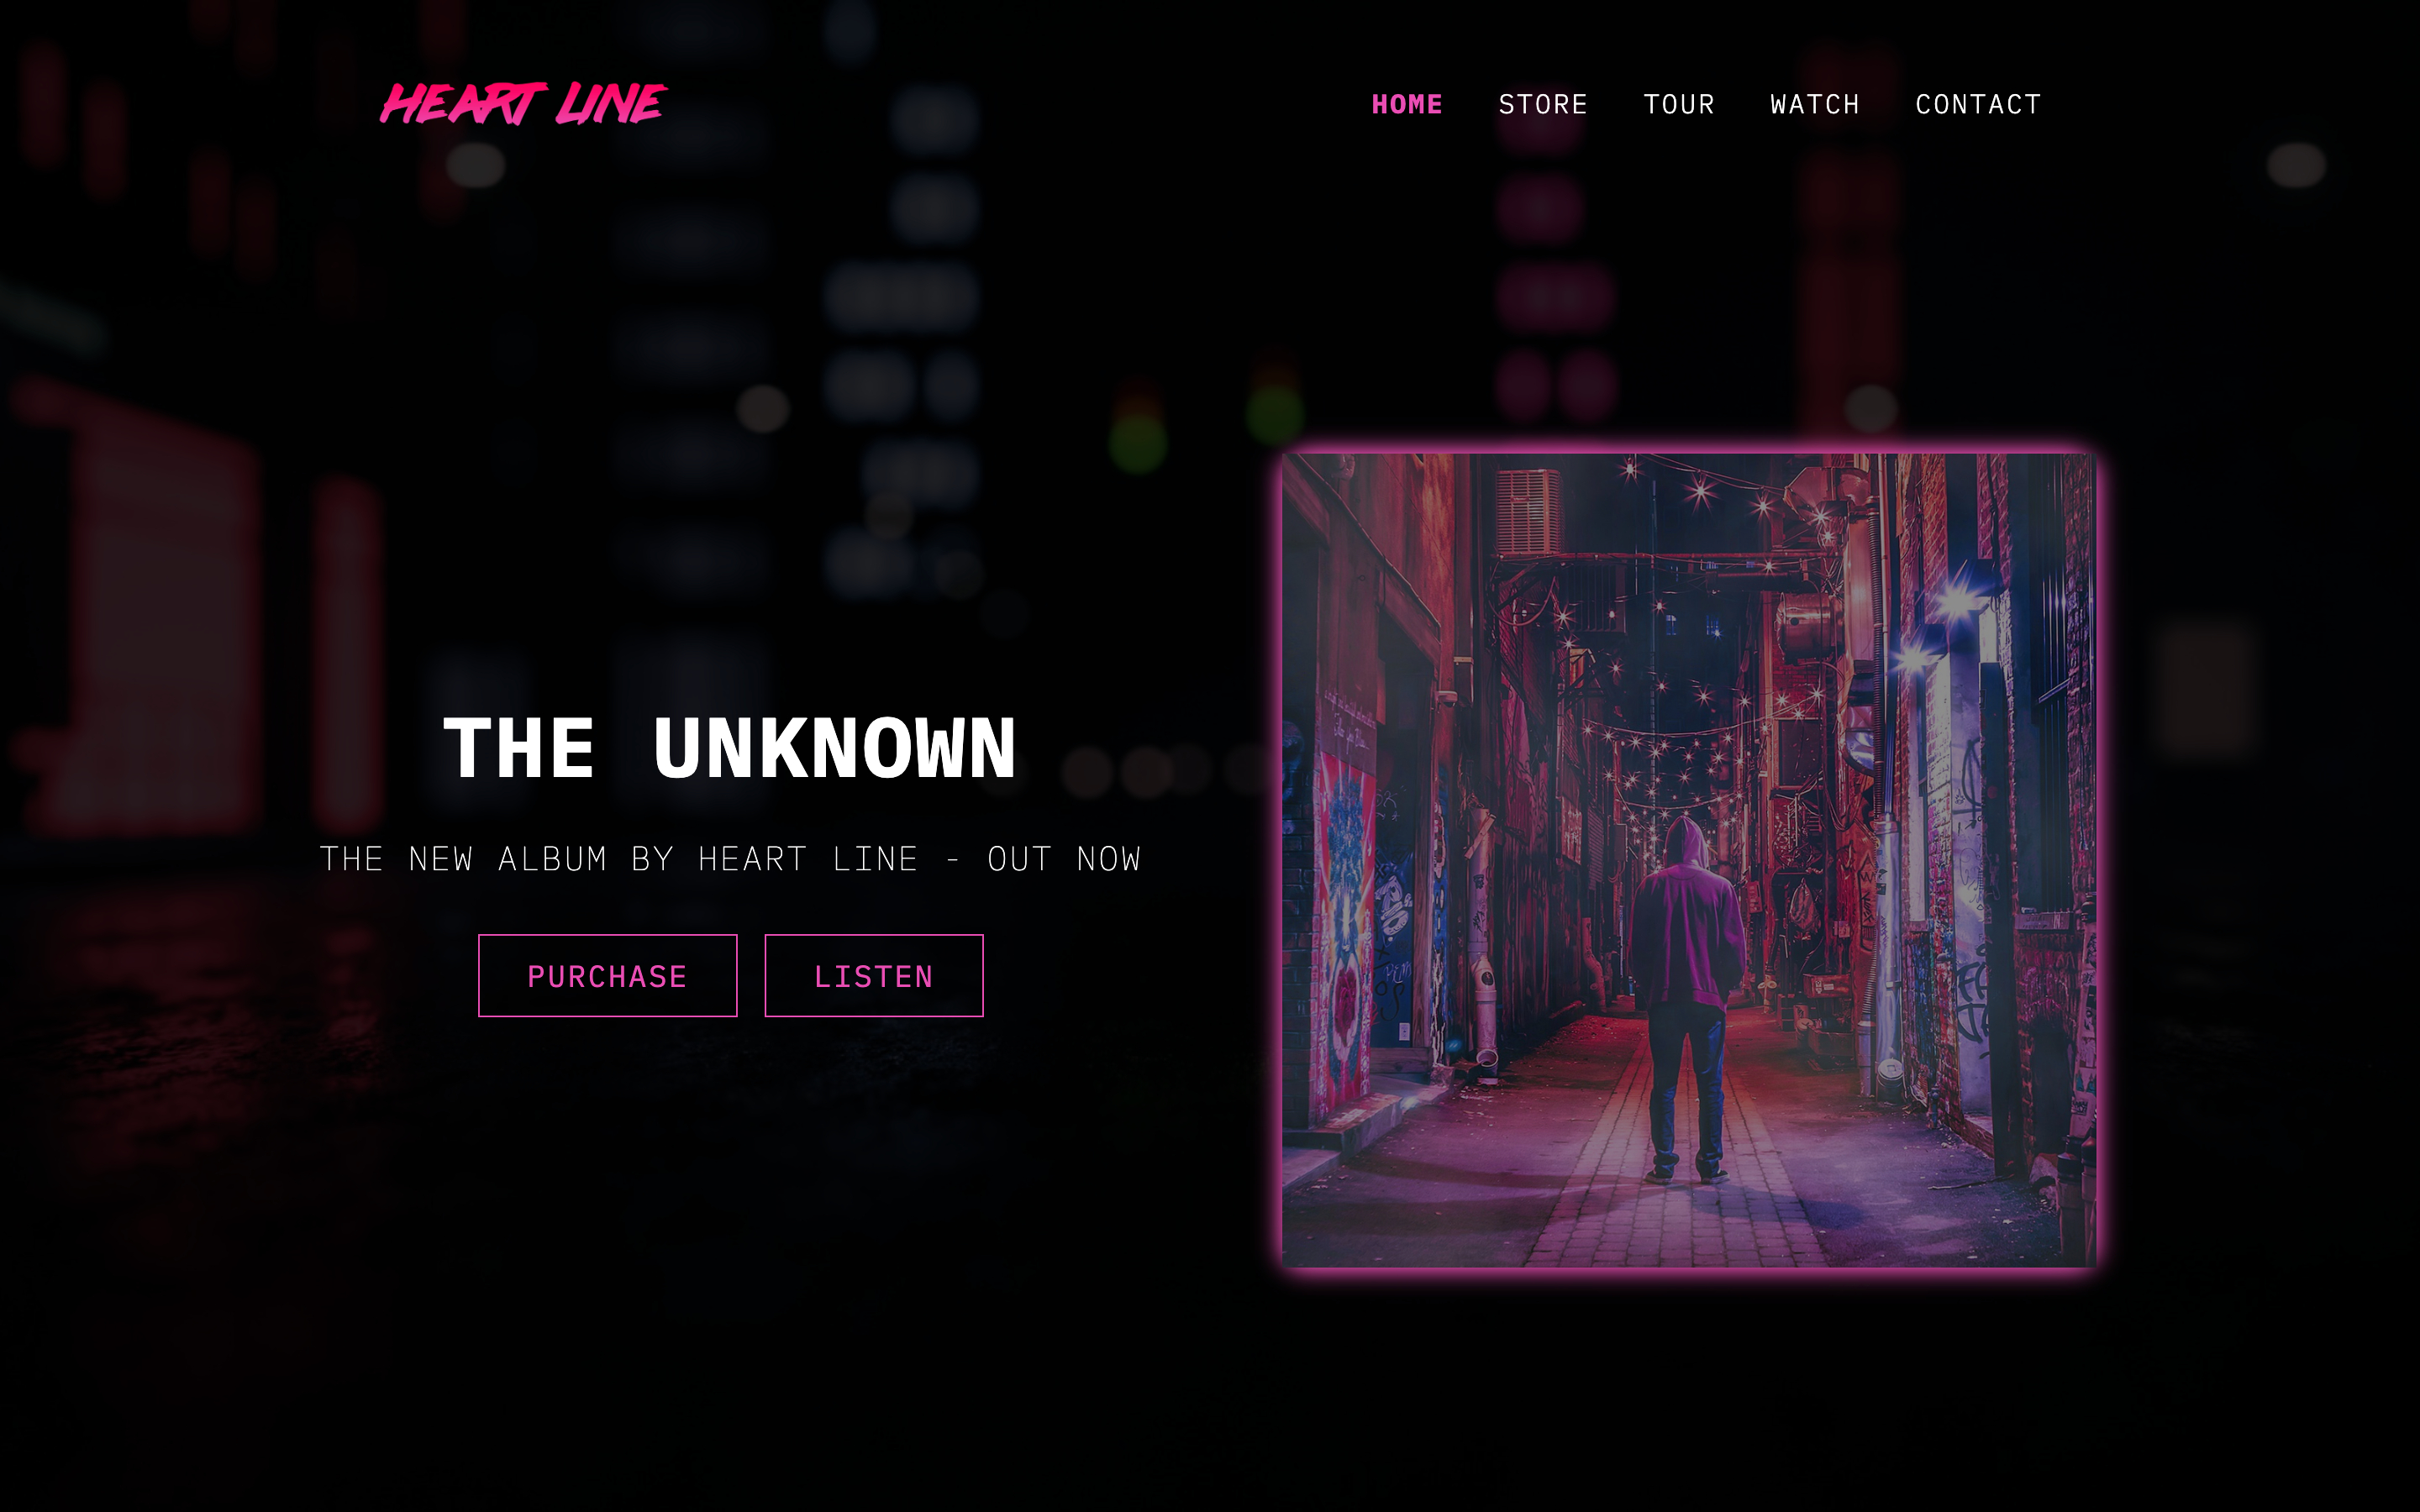 HEART LINE
HOME STORE TOUR WATCH CONTACT
THE UNKNOWN
THE NEW ALBUM BY HEART LINE - OUT NOW
PURCHASE LISTEN